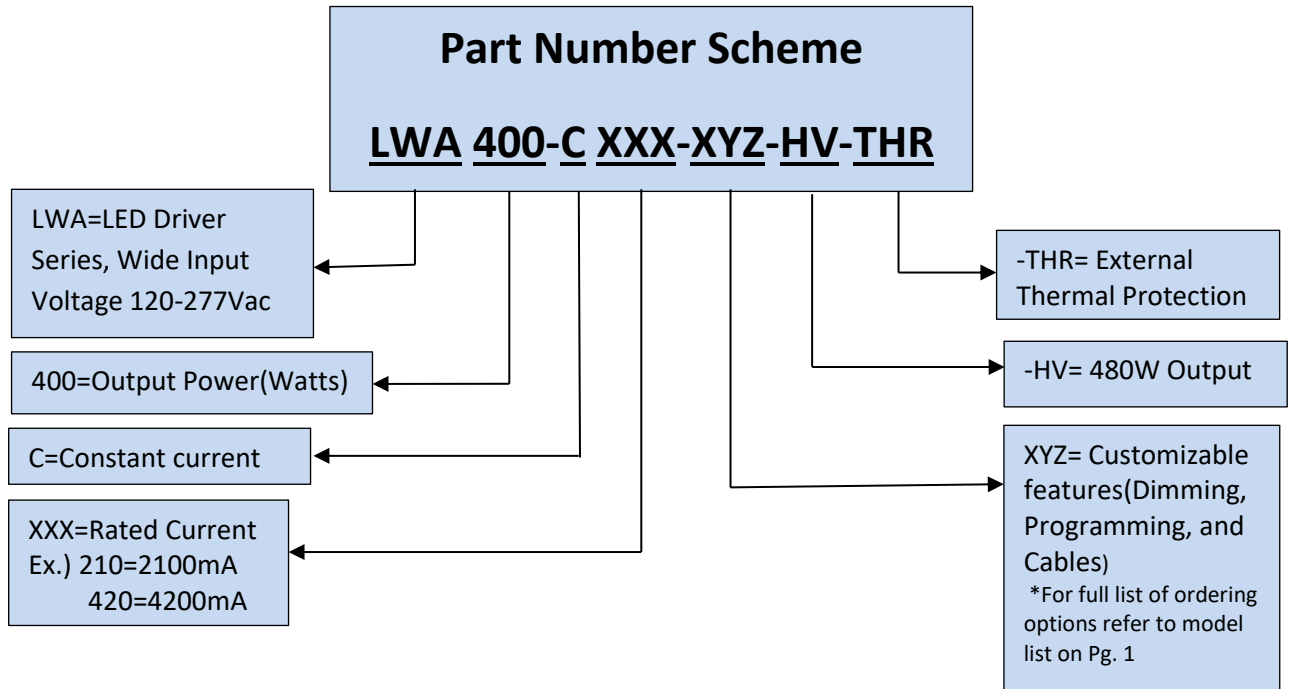 Part Number Scheme
LWA 400-C XXX-XYZ-HV-THR
LWA=LED Driver
Series, Wide Input
Voltage 120-277Vac
400=Output Power(Watts)
C=Constant current
XXX=Rated Current
Ex.) 210=2100mA
420=4200mA
-THR= External
Thermal Protection
-HV= 480W Output
XYZ= Customizable
features(Dimming,
Programming, and
Cables)
*For full list of ordering
options refer to model
list on Pg. 1